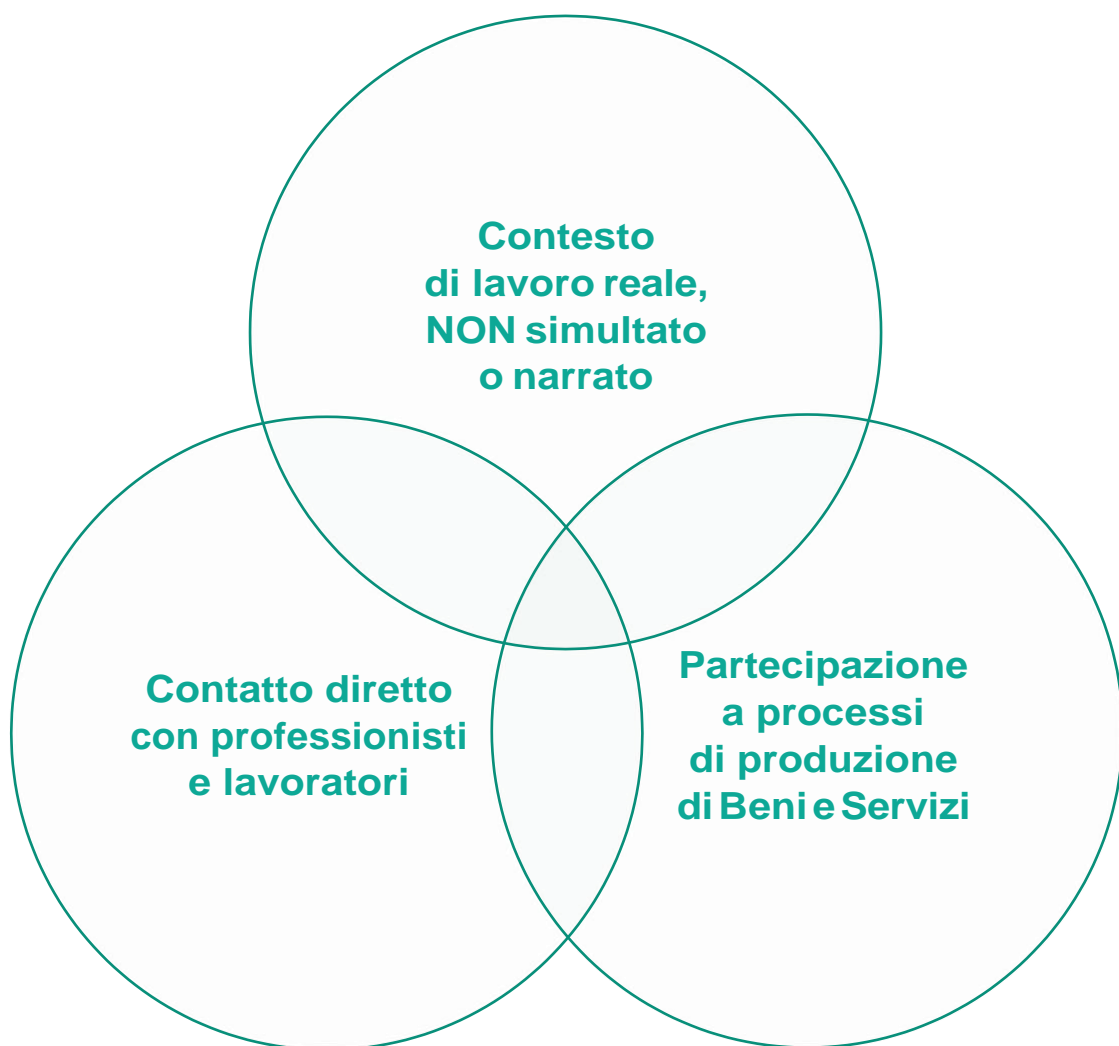 Contesto
di lavoro reale,
NON simultato
o narrato
Contatto diretto
con professionisti
e lavoratori
Partecipazione
a processi
di produzione
di Beni e Servizi